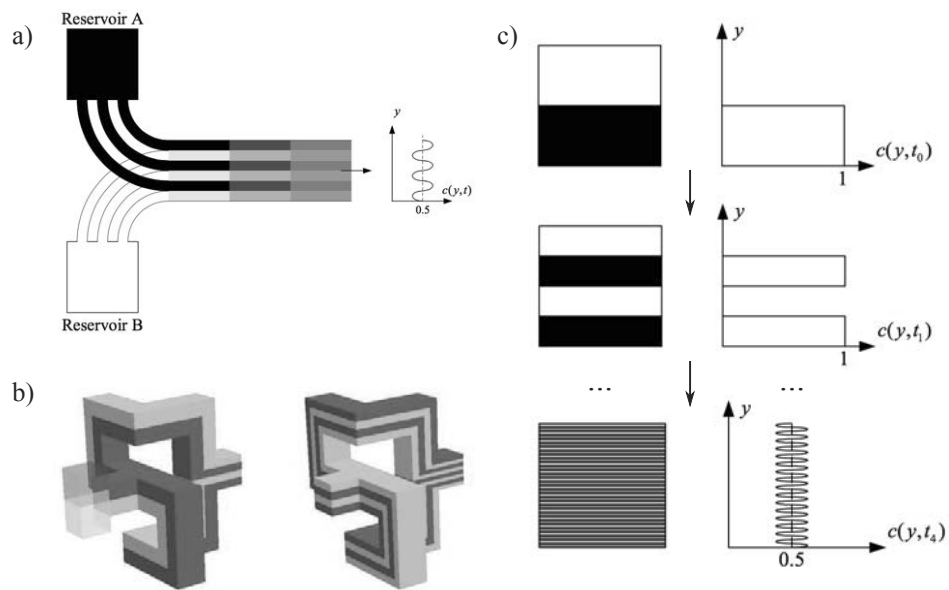 a)
Reservoir A
y
c(y,t)
0.5
Reservoir B
b)
c)
y
c(y,t₀)
1
y
c(y,t₁)
1
...
...
y
c(y,t₄)
0.5